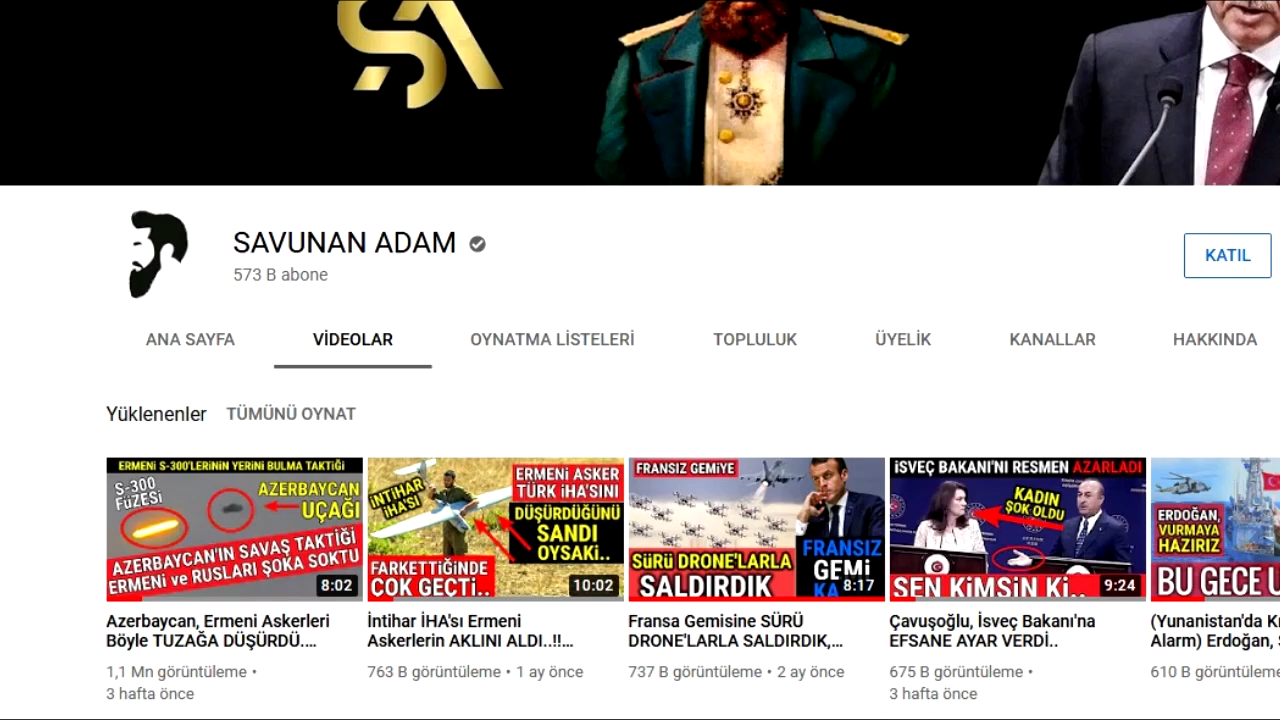 SA
SAVUNAN ADAM
573 B abone
KATIL
ANA SAYFA
VİDEOLAR
OYNATMA LİSTELERİ
TOPLULUK
ÜYELİK
KANALLAR
HAKKINDA
Yüklenenler
TÜMÜNÜ OYNAT
ERMENİ S-300'LERİNİN YERİNİ BULMA TAKTİĞİ
S-300
FÜZESİ
AZERBAYCAN
UÇAĞI
AZERBAYCAN'IN SAVAŞ TAKTİĞİ
ERMENİ ve RUSLARI ŞOKA SOKTU
8:02
Azerbaycan, Ermeni Askerleri
Böyle TUZAĞA DÜŞÜRDÜ....
1,1 Mn görüntüleme •
3 hafta önce
İNTİHAR
İHA'SI
ERMENİ ASKER
TÜRK İHA'SINI
DÜŞÜRDÜĞÜNÜ
SANDI
OYSAKİ..
FARKETTİĞİNDE
ÇOK GEÇTİ..
10:02
İntihar İHA'sı Ermeni
Askerlerin AKLINI ALDI..!!...
763 B görüntüleme • 1 ay önce
FRANSIZ GEMİYE
SÜRÜ DRONE'LARLA
SALDIRDIK
FRANSIZ
GEMİ
KA
8:17
Fransa Gemisine SÜRÜ
DRONE'LARLA SALDIRDIK,...
737 B görüntüleme • 2 ay önce
İSVEÇ BAKANI'NI RESMEN AZARLADI
KADIN
ŞOK OLDU
SEN KİMSİN Kİ..
9:24
Çavuşoğlu, İsveç Bakanı'na
EFSANE AYAR VERDİ..
675 B görüntüleme •
3 hafta önce
ERDOĞAN,
VURMAYA
HAZIRIZ
BU GECE
(Yunanistan'da
Alarm) Erdoğan,
610 B